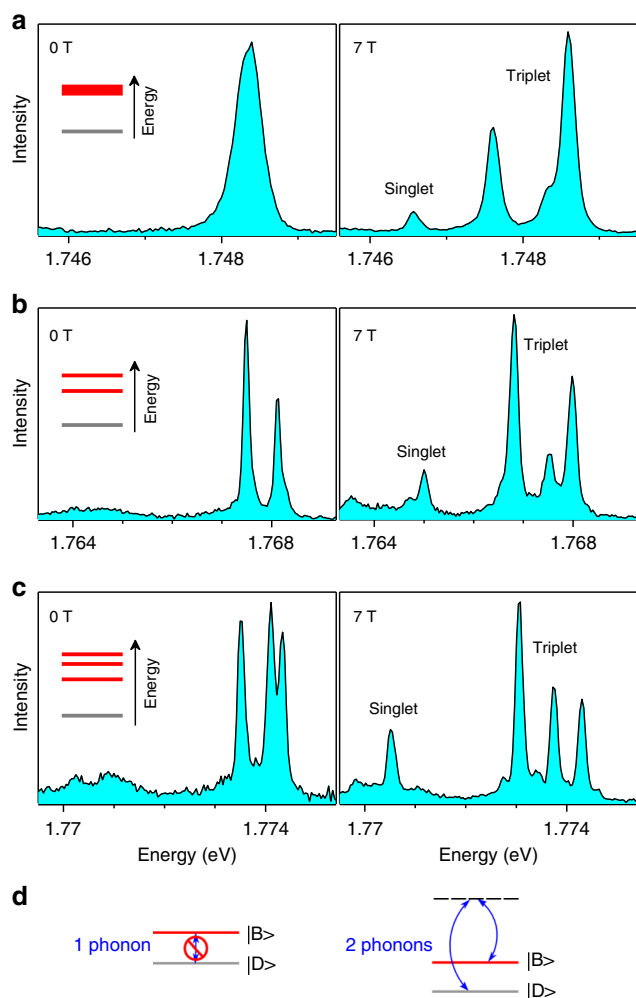 a
0 T
7 T
Energy
Intensity
Triplet
Singlet
1.746
1.748
1.746
1.748
b
0 T
7 T
Energy
Intensity
Triplet
Singlet
1.764
1.768
1.764
1.768
c
0 T
7 T
Energy
Intensity
Triplet
Singlet
1.77
1.774
1.77
1.774
Energy (eV)
Energy (eV)
d
1 phonon
|B>
|D>
2 phonons
|B>
|D>